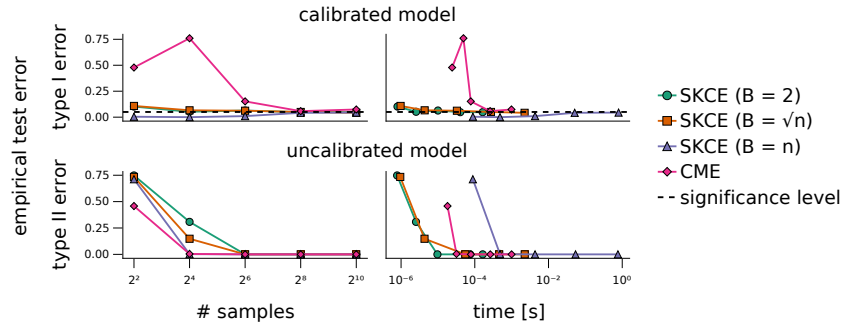 calibrated model
empirical test error
type I error
0.75
0.50
0.25
0.00
uncalibrated model
type II error
0.75
0.50
0.25
0.00
2² 2⁴ 2⁶ 2⁸ 2¹⁰
# samples
10⁻⁶ 10⁻⁴ 10⁻² 10⁰
time [s]
SKCE (B = 2)
SKCE (B = √n)
SKCE (B = n)
CME
significance level